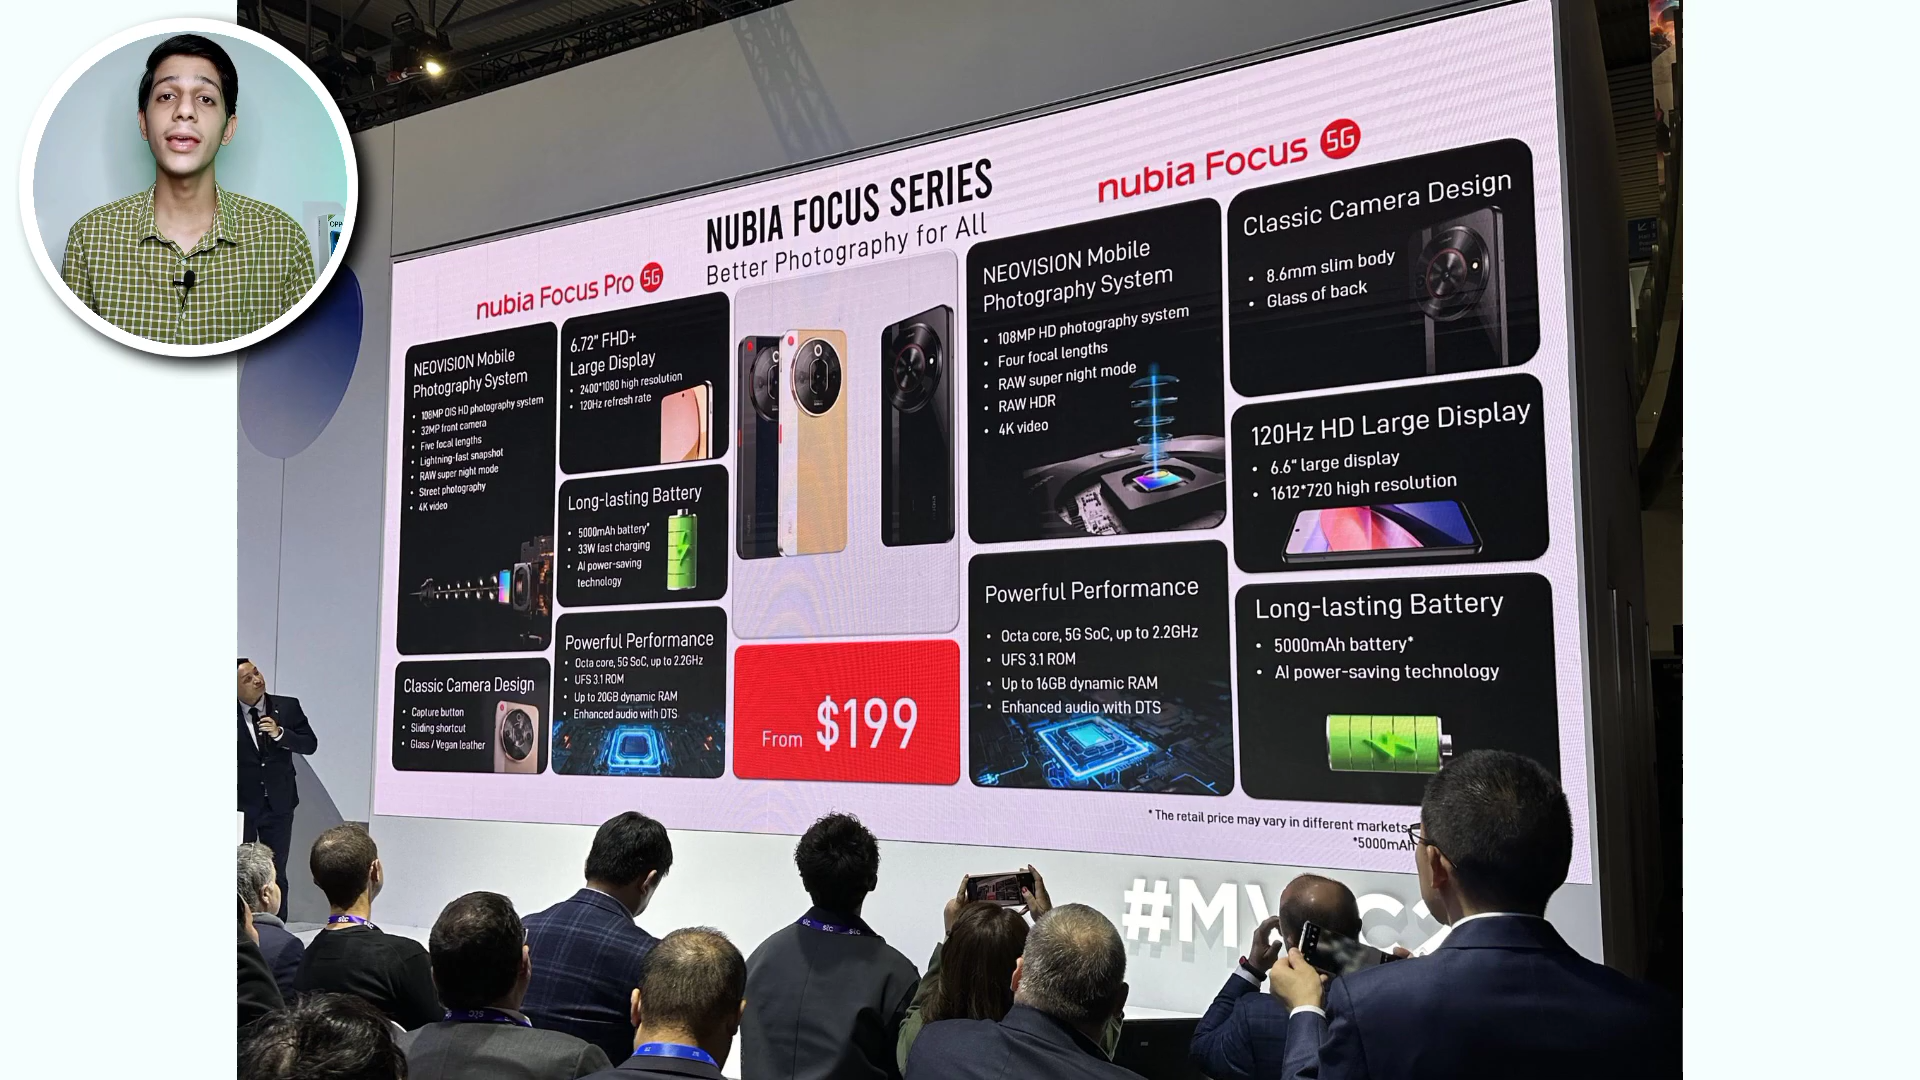 NUBIA FOCUS SERIES
Better Photography for All
nubia Focus Pro 5G
NEOVISION Mobile
Photography System
• 108MP OIS HD photography system
• 32MP front camera
• Five focal lengths
• Lightning-fast snapshot
• RAW super night mode
• Street photography
• 4K video
6.72" FHD+
Large Display
• 2400*1080 high resolution
• 120Hz refresh rate
Long-lasting Battery
• 5000mAh battery*
• 33W fast charging
• AI power-saving
technology
Classic Camera Design
• Capture button
• Sliding shortcut
• Glass / Vegan leather
Powerful Performance
• Octa core, 5G SoC, up to 2.2GHz
• UFS 3.1 ROM
• Up to 20GB dynamic RAM
• Enhanced audio with DTS
From $199
nubia Focus 5G
NEOVISION Mobile
Photography System
• 108MP HD photography system
• Four focal lengths
• RAW super night mode
• RAW HDR
• 4K video
Classic Camera Design
• 8.6mm slim body
• Glass of back
120Hz HD Large Display
• 6.6" large display
• 1612*720 high resolution
Powerful Performance
• Octa core, 5G SoC, up to 2.2GHz
• UFS 3.1 ROM
• Up to 16GB dynamic RAM
• Enhanced audio with DTS
Long-lasting Battery
• 5000mAh battery*
• AI power-saving technology
* The retail price may vary in different markets
*5000mAh
stc
stc stc